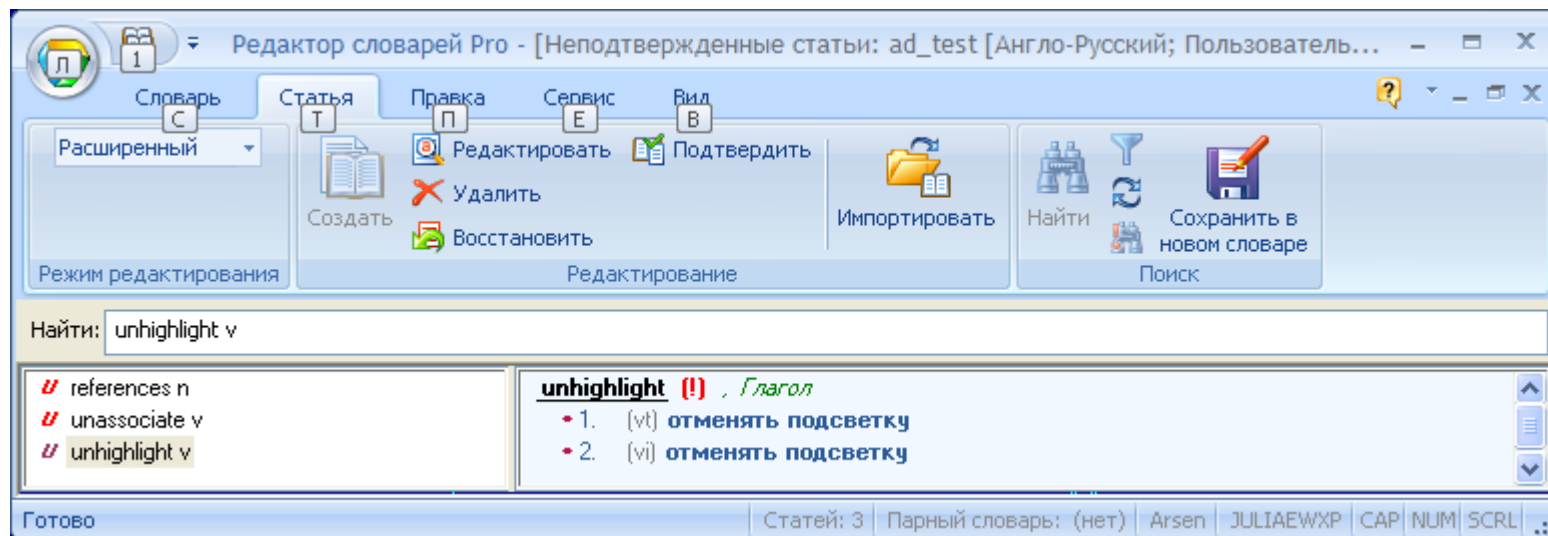 1
Редактор словарей Pro - [Неподтвержденные статьи: ad_test [Англо-Русский; Пользователь...
Л
Словарь Статья Правка Сервис Вид
С Т П Е В
Расширенный
Создать
Редактировать
Удалить
Восстановить
Подтвердить
Импортировать
Найти
Сохранить в
новом словаре
Режим редактирования
Редактирование
Поиск
Найти: unhighlight v
u references n
u unassociate v
u unhighlight v
unhighlight (!) , Глагол
1. (vt) отменять подсветку
2. (vi) отменять подсветку
Готово
Статей: 3 Парный словарь: (нет) Arsen JULIAEWXP CAP NUM SCRL